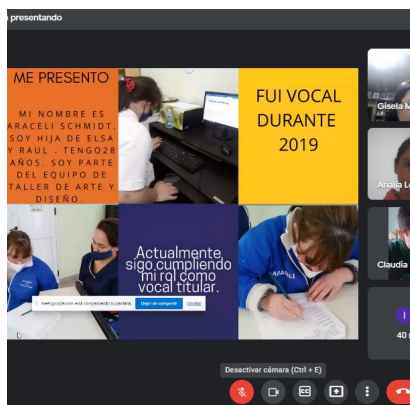 presentando
ME PRESENTO
MI NOMBRE ES
ARACELI SCHMIDT.
SOY HIJA DE ELSA
Y RAUL . TENGO28
AÑOS. SOY PARTE
DEL EQUIPO DE
TALLER DE ARTE Y
DISEÑO.
FUI VOCAL
DURANTE
2019
Actualmente
sigo cumpliendo
mi rol como
vocal titular.
meet.google.com está compartiendo tu pantalla.
Dejar de compartir
Ocultar
Gisela M
Analía L
Claudia
I
40
Desactivar cámara (Ctrl + E)